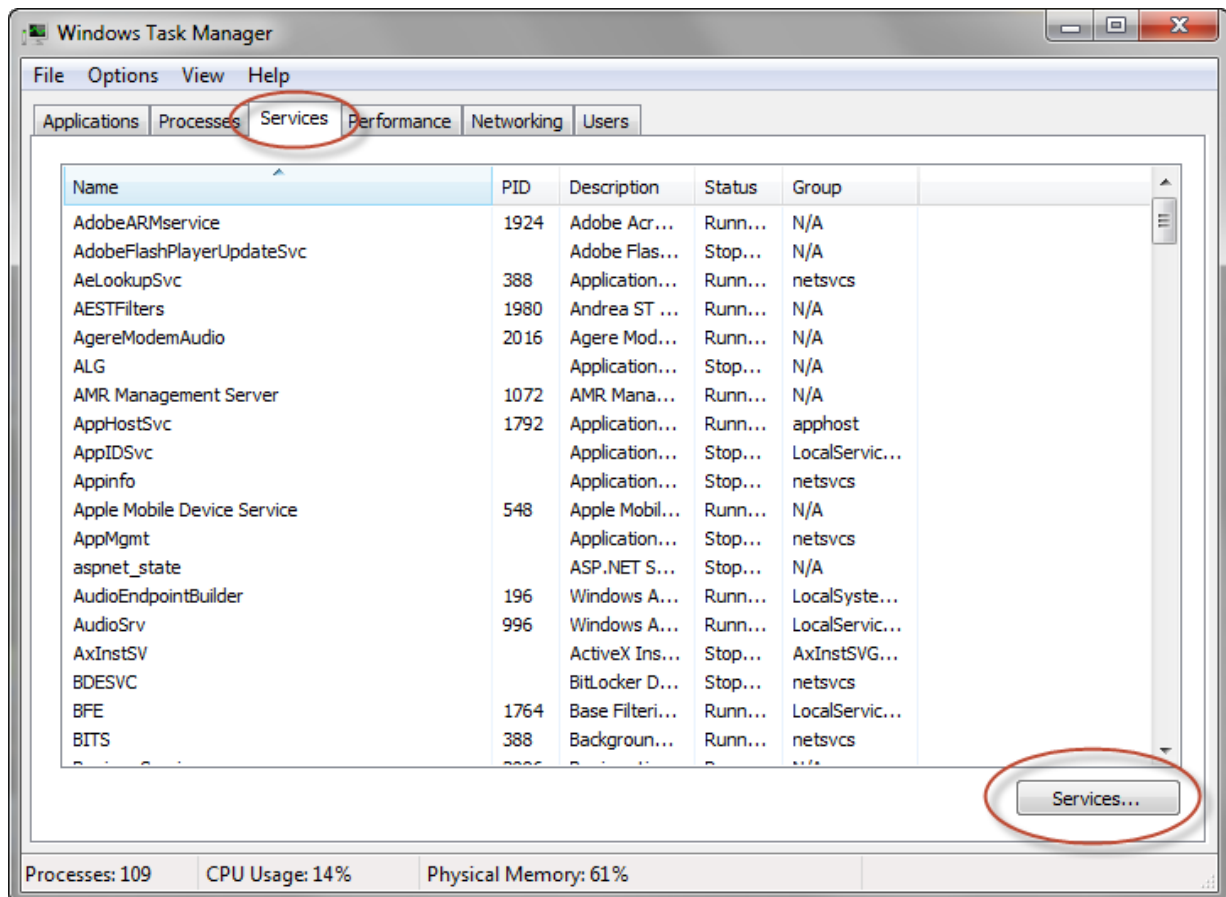 Windows Task Manager
File Options View Help
Applications Processes Services Performance Networking Users
Name PID Description Status Group
AdobeARMservice 1924 Adobe Acr... Runn... N/A
AdobeFlashPlayerUpdateSvc Adobe Flas... Stop... N/A
AeLookupSvc 388 Application... Runn... netsvcs
AESTFilters 1980 Andrea ST ... Runn... N/A
AgereModemAudio 2016 Agere Mod... Runn... N/A
ALG Application... Stop... N/A
AMR Management Server 1072 AMR Mana... Runn... N/A
AppHostSvc 1792 Application... Runn... apphost
AppIDSvc Application... Stop... LocalServic...
Appinfo Application... Stop... netsvcs
Apple Mobile Device Service 548 Apple Mobil... Runn... N/A
AppMgmt Application... Stop... netsvcs
aspnet_state ASP.NET S... Stop... N/A
AudioEndpointBuilder 196 Windows A... Runn... LocalSyste...
AudioSrv 996 Windows A... Runn... LocalServic...
AxInstSV ActiveX Ins... Stop... AxInstSVG...
BDESVC BitLocker D... Stop... netsvcs
BFE 1764 Base Filteri... Runn... LocalServic...
BITS 388 Backgroun... Runn... netsvcs
Services...
Processes: 109 CPU Usage: 14% Physical Memory: 61%